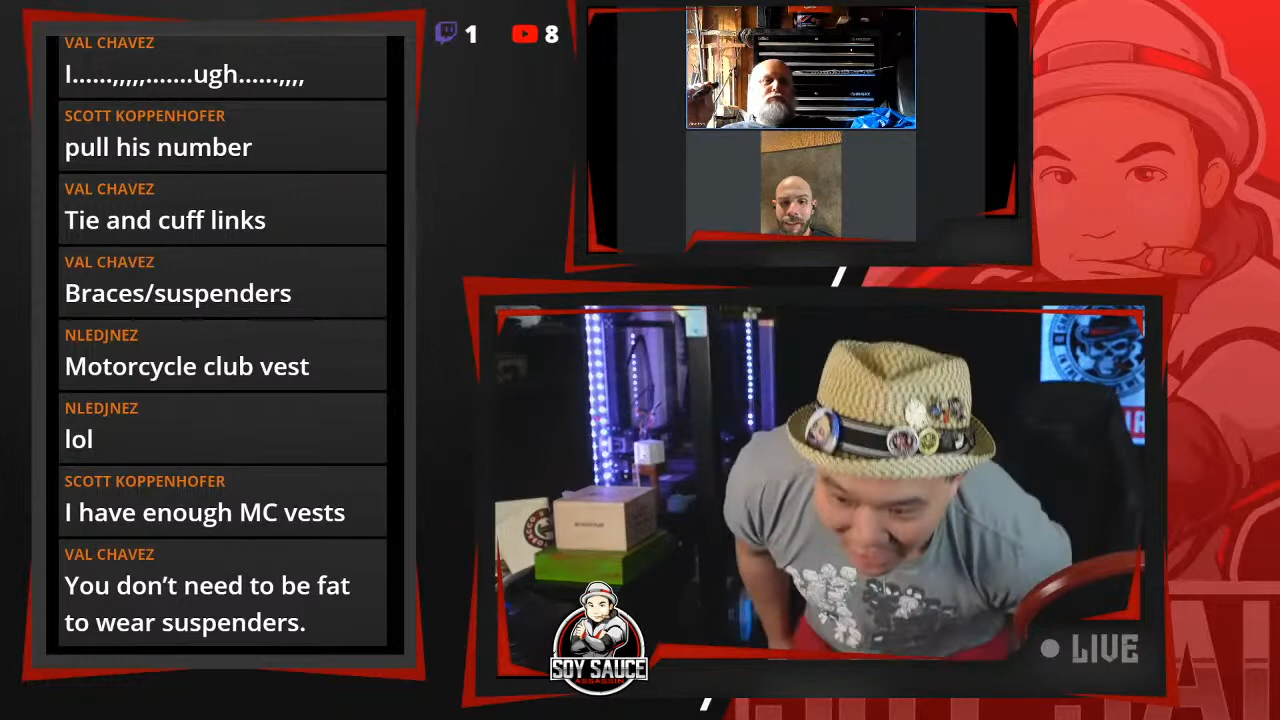 VAL CHAVEZ
I......,,,,,.......ugh......,,,,
SCOTT KOPPENHOFER
pull his number
VAL CHAVEZ
Tie and cuff links
VAL CHAVEZ
Braces/suspenders
NLEDJNEZ
Motorcycle club vest
NLEDJNEZ
lol
SCOTT KOPPENHOFER
I have enough MC vests
VAL CHAVEZ
You don’t need to be fat
to wear suspenders.
1
8
SOY SAUCE
ASSASSIN
LIVE